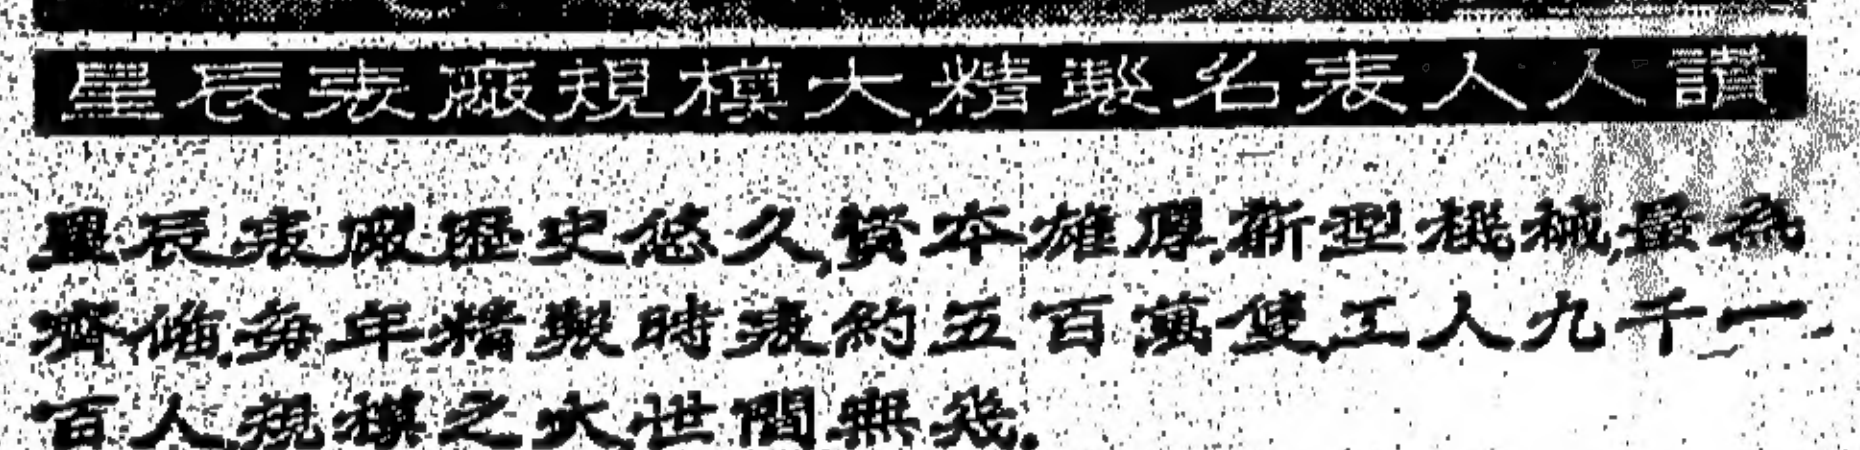 星辰表廠規模大,精製名表人人讚
星辰表廠歷史悠久,資本雄厚,新型機械,最為
齊備,每年精製時表約五百萬隻,工人九千一
百人,規模之大,世間無幾.